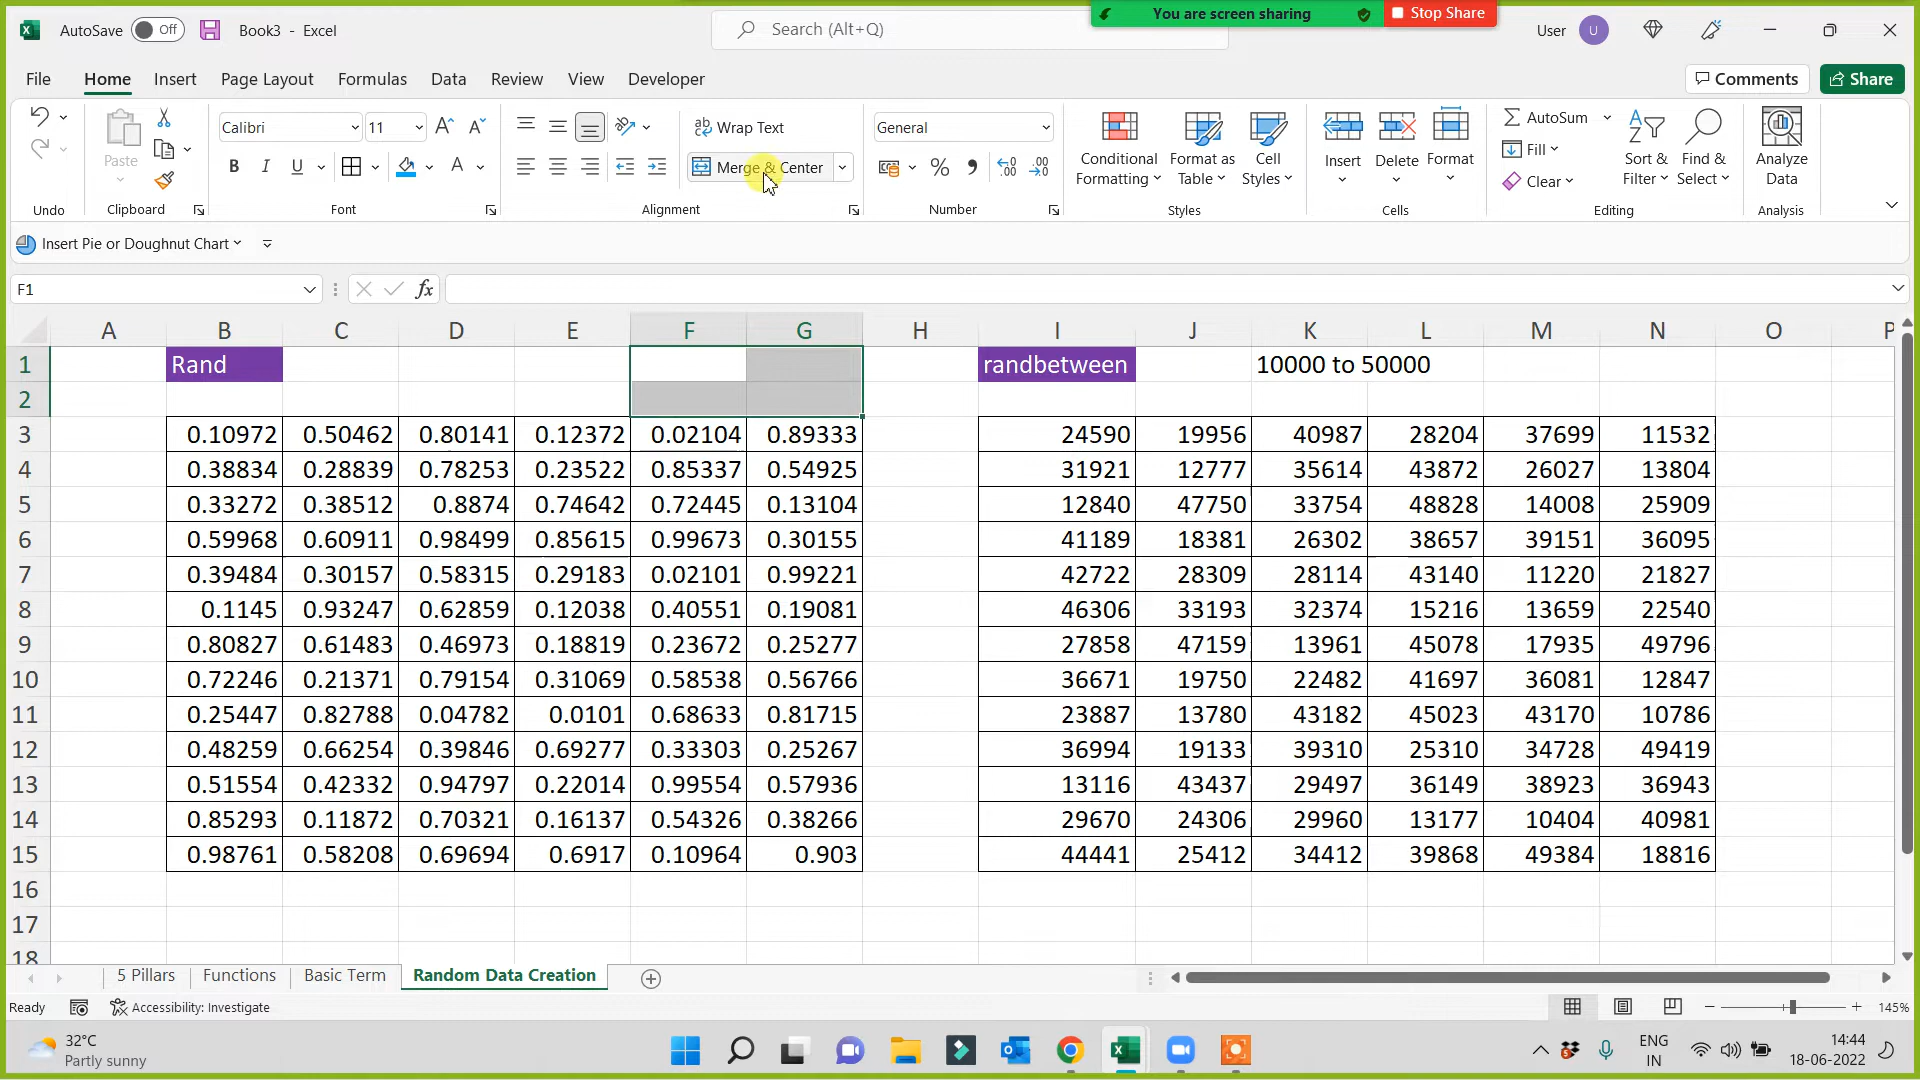 You are screen sharing
Stop Share
AutoSave Off Book3 - Excel
Search (Alt+Q)
User U
File Home Insert Page Layout Formulas Data Review View Developer
Comments Share
Paste
Calibri 11
B I U A
ab Wrap Text
Merge & Center
General
% 9
Conditional Formatting
Format as Table
Cell Styles
Insert Delete Format
AutoSum
Fill
Clear
Sort & Filter
Find & Select
Analyze Data
Undo Clipboard Font Alignment Number Styles Cells Editing Analysis
Insert Pie or Doughnut Chart
F1 fx
A B C D E F G H I J K L M N O P
1 Rand randbetween 10000 to 50000
2
3 0.10972 0.50462 0.80141 0.12372 0.02104 0.89333 24590 19956 40987 28204 37699 11532
4 0.38834 0.28839 0.78253 0.23522 0.85337 0.54925 31921 12777 35614 43872 26027 13804
5 0.33272 0.38512 0.8874 0.74642 0.72445 0.13104 12840 47750 33754 48828 14008 25909
6 0.59968 0.60911 0.98499 0.85615 0.99673 0.30155 41189 18381 26302 38657 39151 36095
7 0.39484 0.30157 0.58315 0.29183 0.02101 0.99221 42722 28309 28114 43140 11220 21827
8 0.1145 0.93247 0.62859 0.12038 0.40551 0.19081 46306 33193 32374 15216 13659 22540
9 0.80827 0.61483 0.46973 0.18819 0.23672 0.25277 27858 47159 13961 45078 17935 49796
10 0.72246 0.21371 0.79154 0.31069 0.58538 0.56766 36671 19750 22482 41697 36081 12847
11 0.25447 0.82788 0.04782 0.0101 0.68633 0.81715 23887 13780 43182 45023 43170 10786
12 0.48259 0.66254 0.39846 0.69277 0.33303 0.25267 36994 19133 39310 25310 34728 49419
13 0.51554 0.42332 0.94797 0.22014 0.99554 0.57936 13116 43437 29497 36149 38923 36943
14 0.85293 0.11872 0.70321 0.16137 0.54326 0.38266 29670 24306 29960 13177 10404 40981
15 0.98761 0.58208 0.69694 0.6917 0.10964 0.903 44441 25412 34412 39868 49384 18816
16
17
18
5 Pillars Functions Basic Term Random Data Creation
Ready Accessibility: Investigate 145%
32°C
Partly sunny
ENG
IN
14:44
18-06-2022